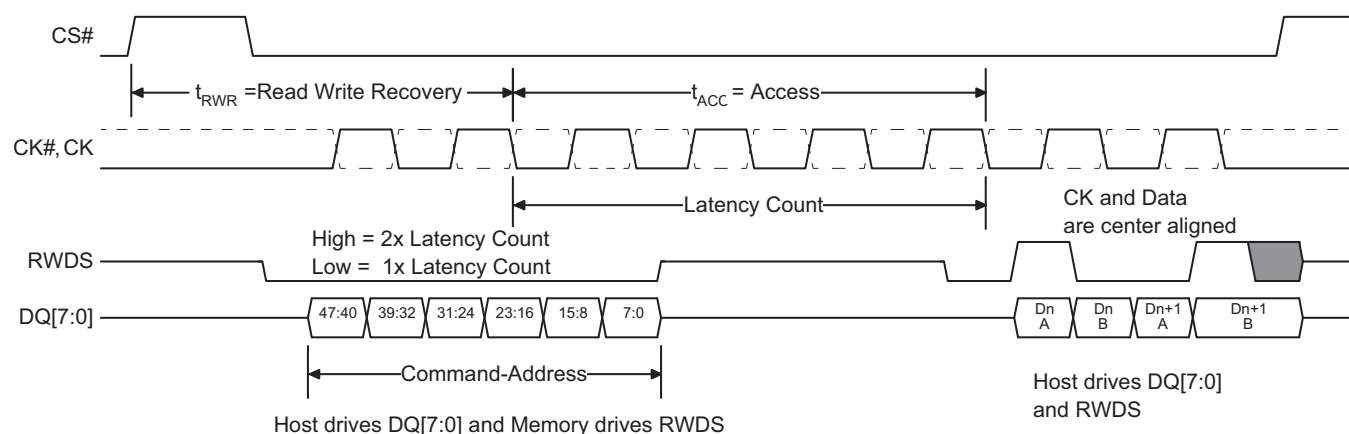 CS#
tRWR =Read Write Recovery
tACC = Access
CK#, CK
Latency Count
CK and Data
are center aligned
High = 2x Latency Count
Low = 1x Latency Count
RWDS
DQ[7:0]
47:40 39:32 31:24 23:16 15:8 7:0
Dn Dn Dn+1 Dn+1
A B A B
Command-Address
Host drives DQ[7:0]
and RWDS
Host drives DQ[7:0] and Memory drives RWDS